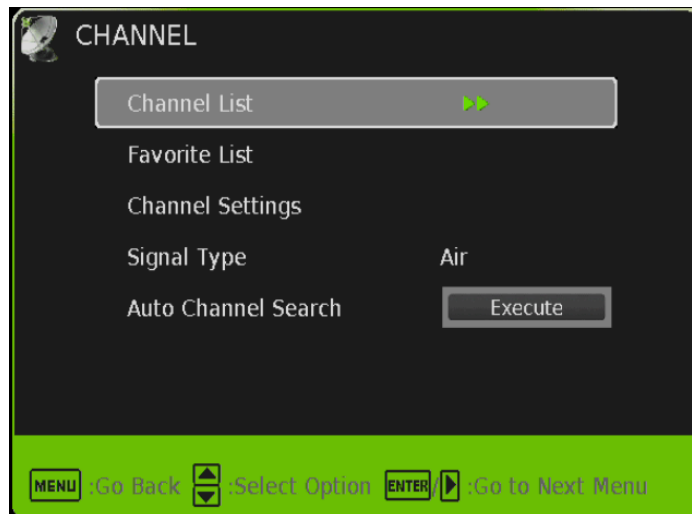 CHANNEL
Channel List
Favorite List
Channel Settings
Signal Type Air
Auto Channel Search Execute
MENU :Go Back :Select Option ENTER/ :Go to Next Menu